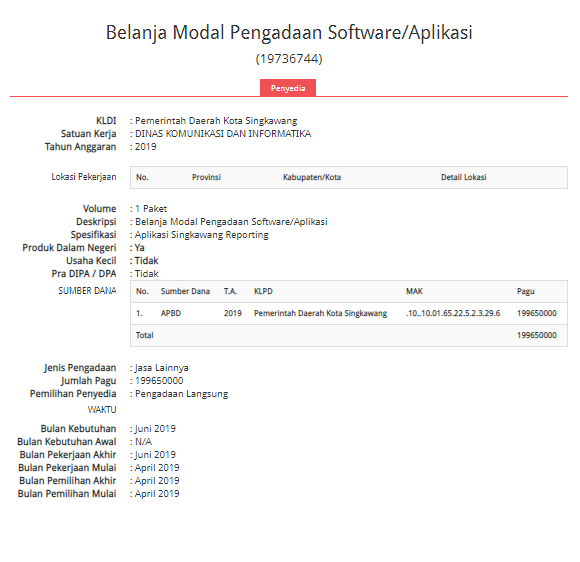 Belanja Modal Pengadaan Software/Aplikasi
(19736744)
Penyedia
KLDI : Pemerintah Daerah Kota Singkawang
Satuan Kerja : DINAS KOMUNIKASI DAN INFORMATIKA
Tahun Anggaran : 2019
Lokasi Pekerjaan No. Provinsi Kabupaten/Kota Detail Lokasi
Volume : 1 Paket
Deskripsi : Belanja Modal Pengadaan Software/Aplikasi
Spesifikasi : Aplikasi Singkawang Reporting
Produk Dalam Negeri : Ya
Usaha Kecil : Tidak
Pra DIPA / DPA : Tidak
SUMBER DANA No. Sumber Dana T.A. KLPD MAK Pagu
1. APBD 2019 Pemerintah Daerah Kota Singkawang .10..10.01.65.22.5.2.3.29.6 199650000
Total 199650000
Jenis Pengadaan : Jasa Lainnya
Jumlah Pagu : 199650000
Pemilihan Penyedia : Pengadaan Langsung
WAKTU
Bulan Kebutuhan : Juni 2019
Bulan Kebutuhan Awal : N/A
Bulan Pekerjaan Akhir : Juni 2019
Bulan Pekerjaan Mulai : April 2019
Bulan Pemilihan Akhir : April 2019
Bulan Pemilihan Mulai : April 2019